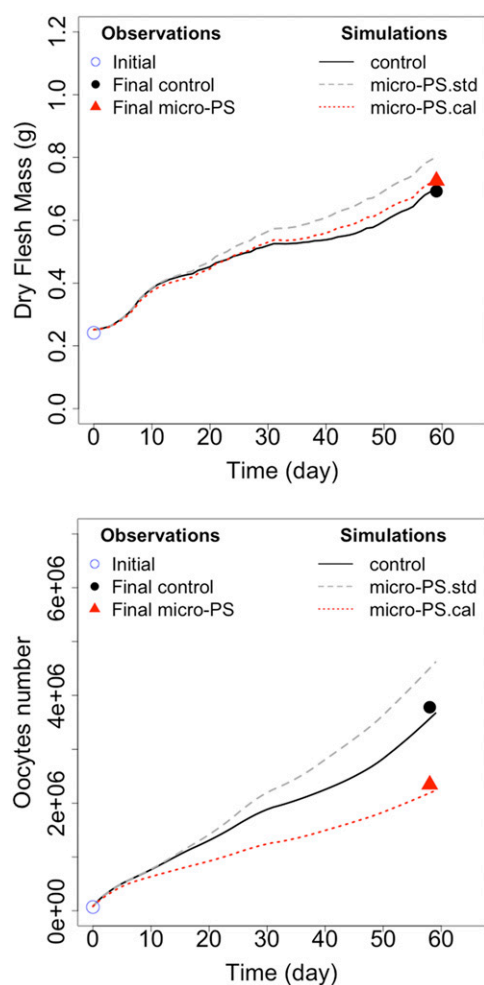 Observations Simulations
Initial control
Final control micro-PS.std
Final micro-PS micro-PS.cal
Dry Flesh Mass (g)
0.0 0.2 0.4 0.6 0.8 1.0 1.2
0 10 20 30 40 50 60
Time (day)
Observations Simulations
Initial control
Final control micro-PS.std
Final micro-PS micro-PS.cal
Oocytes number
0e+00 2e+06 4e+06 6e+06
0 10 20 30 40 50 60
Time (day)